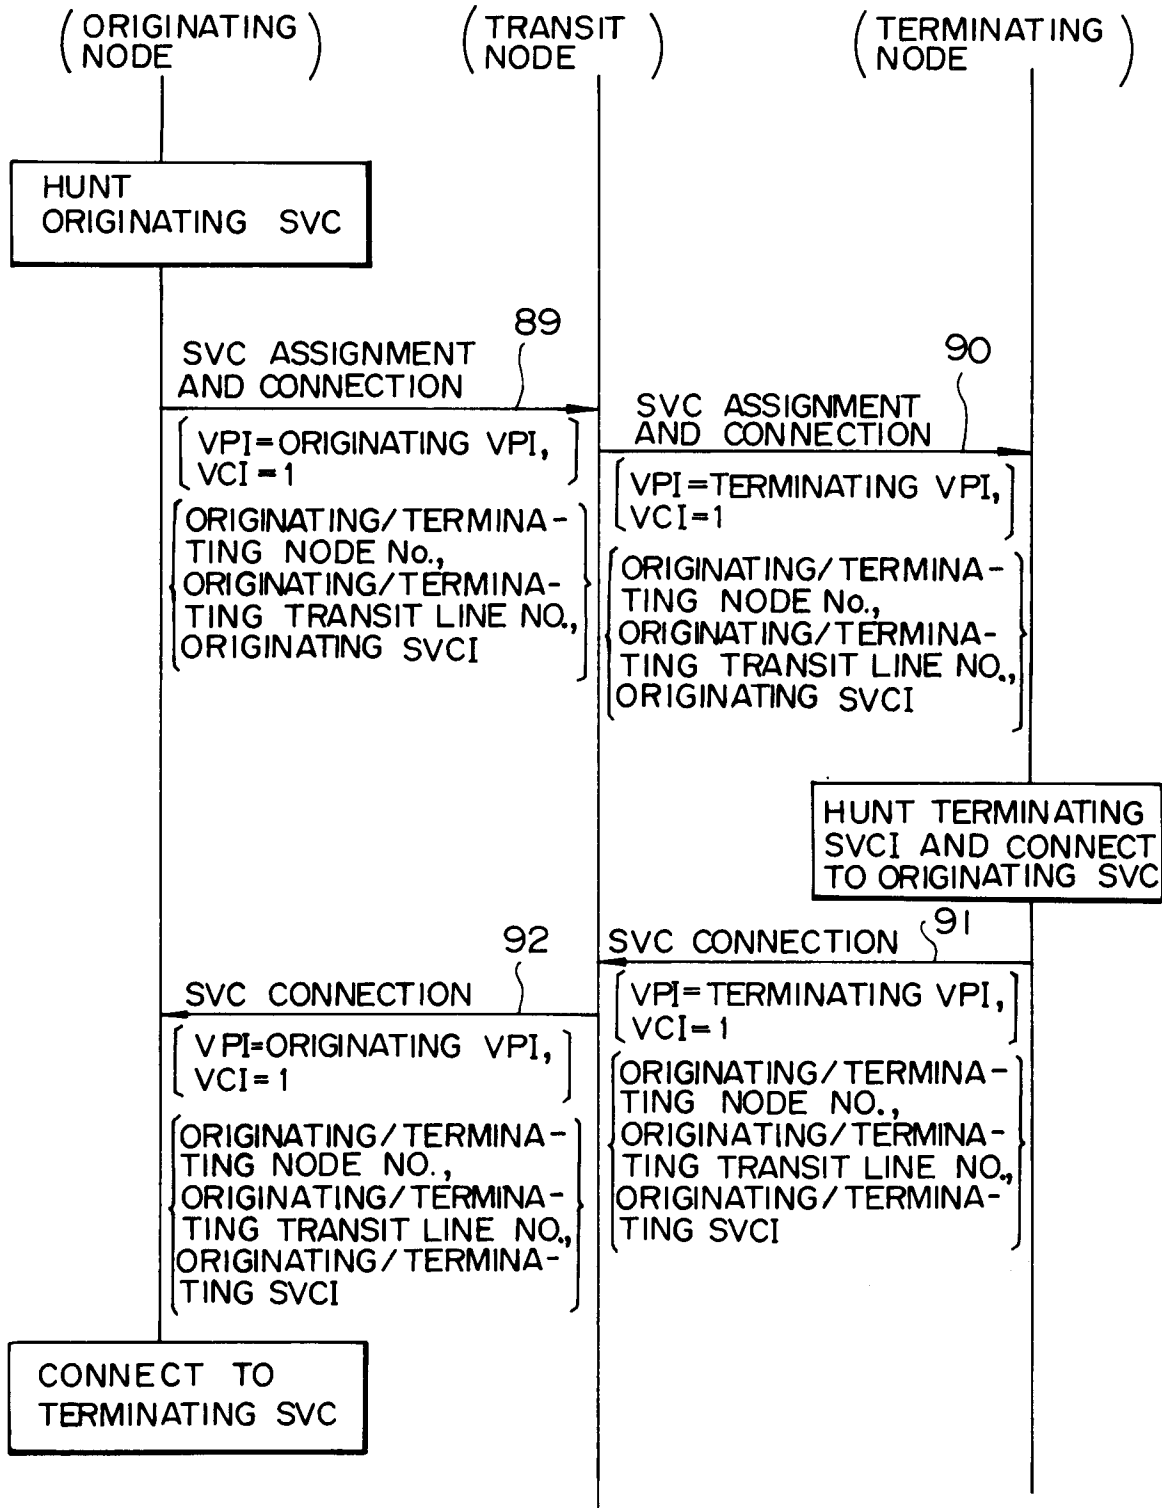 (ORIGINATING NODE)
(TRANSIT NODE)
(TERMINATING NODE)
HUNT
ORIGINATING SVC
89
SVC ASSIGNMENT
AND CONNECTION
[VPI=ORIGINATING VPI,
VCI=1]
{ORIGINATING/TERMINA-
TING NODE No.,
ORIGINATING/TERMINA-
TING TRANSIT LINE NO.,
ORIGINATING SVCI}
90
SVC ASSIGNMENT
AND CONNECTION
[VPI=TERMINATING VPI,
VCI=1]
{ORIGINATING/TERMINA-
TING NODE No.,
ORIGINATING/TERMINA-
TING TRANSIT LINE NO.,
ORIGINATING SVCI}
HUNT TERMINATING
SVCI AND CONNECT
TO ORIGINATING SVC
91
SVC CONNECTION
[VPI=TERMINATING VPI,
VCI=1]
{ORIGINATING/TERMINA-
TING NODE NO.,
ORIGINATING/TERMINA-
TING TRANSIT LINE NO.,
ORIGINATING/TERMINA-
TING SVCI}
92
SVC CONNECTION
[VPI=ORIGINATING VPI,
VCI=1]
{ORIGINATING/TERMINA-
TING NODE NO.,
ORIGINATING/TERMINA-
TING TRANSIT LINE NO.,
ORIGINATING/TERMINA-
TING SVCI}
CONNECT TO
TERMINATING SVC